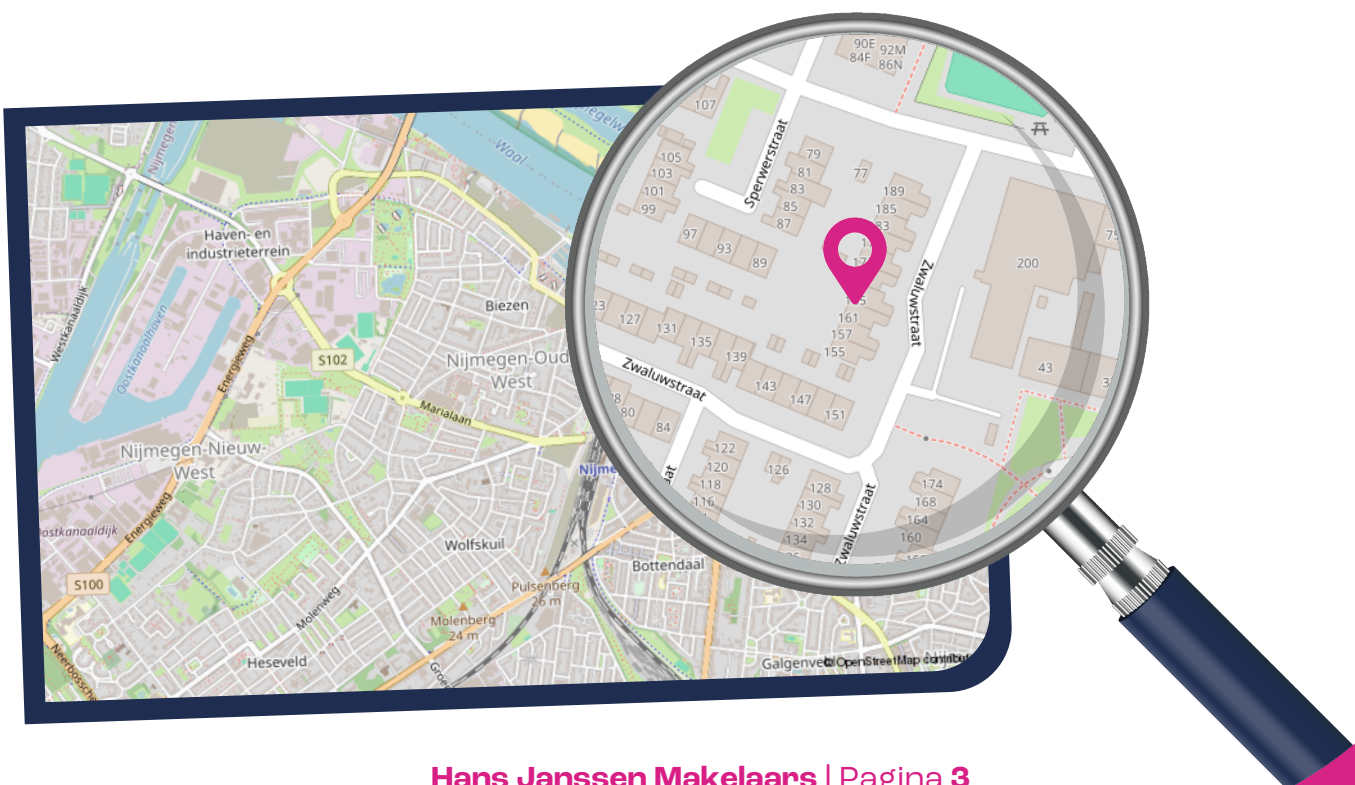 Waal
Haven- en
industrieterrein
Westkanaaldijk
Oostkanaalhaven
Energieweg
Biezen
S102
Nijmegen-Oud-
West
Marialaan
Nijmegen-Nieuw-
West
Energieweg
Wolfskuil
S100
Molenweg
Pulsenberg
26 m
Bottendaal
Molenberg
24 m
Heseveld
90E
84F
92M
86N
107
Sperwerstraat
105
103
101
99
79
81
83
85
87
77
189
185
97
93
89
Zwaluwstraat
200
127
131
135
139
161
157
155
143
147
151
43
Zwaluwstraat
80
84
122
120
118
116
126
128
130
132
134
174
168
164
160
© OpenStreetMap
Hans Janssen Makelaars | Pagina 3